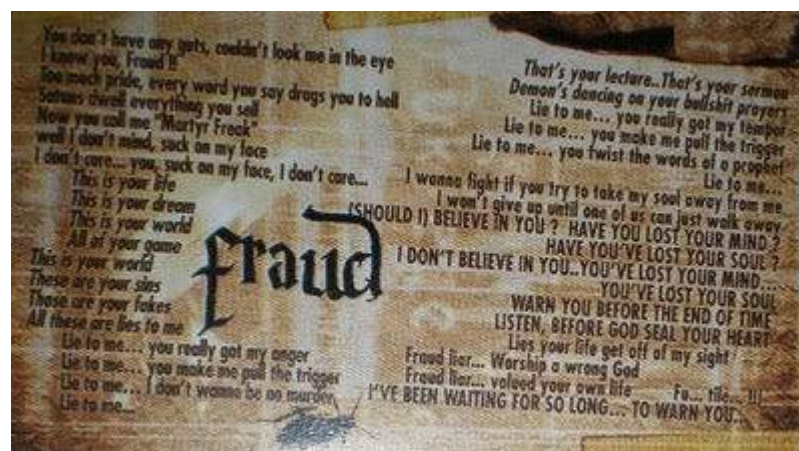 You don't have any guts, couldn't look me in the eye
I know you, Fraud !!
Too much pride, every word you say drags you to hell
Satans dwell everything you sell
Now you call me "Martyr Freak"
well I don't mind, suck on my face
I don't care... you, suck on my face, I don't care...
This is your life
This is your dream
This is your world
All at your game
This is your world
These are your sins
Those are your fakes
All these are lies to me
Lie to me... you really got my anger
Lie to me... you make me pull the trigger
Lie to me... I don't wanna be no murder
Lie to me...
fraud
That's your lecture..That's your sermon
Demon's dancing on your bullshit prayers
Lie to me... you really got my temper
Lie to me... you make me pull the trigger
Lie to me... you twist the words of a prophet
Lie to me...
I wanna fight if you try to take my soul away from me
I won't give up until one of us can just walk away
(SHOULD I) BELIEVE IN YOU ? HAVE YOU LOST YOUR MIND ?
HAVE YOU'VE LOST YOUR SOUL ?
I DON'T BELIEVE IN YOU..YOU'VE LOST YOUR MIND...
YOU'VE LOST YOUR SOUL
WARN YOU BEFORE THE END OF TIME
LISTEN, BEFORE GOD SEAL YOUR HEART
Lies your life get off of my sight
Fraud liar... Worship a wrong God
Fraud liar... valued your own life Fu... tile... !!!
I'VE BEEN WAITING FOR SO LONG... TO WARN YOU...